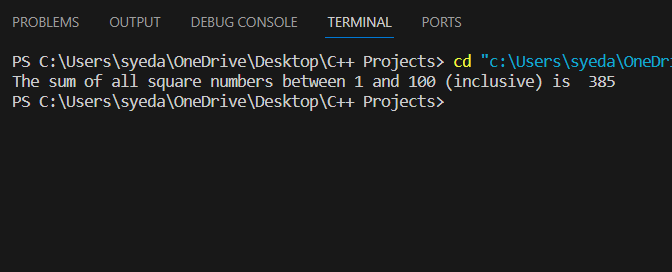 PROBLEMS OUTPUT DEBUG CONSOLE TERMINAL PORTS
PS C:\Users\syeda\OneDrive\Desktop\C++ Projects> cd "c:\Users\syeda\OneDri
The sum of all square numbers between 1 and 100 (inclusive) is  385
PS C:\Users\syeda\OneDrive\Desktop\C++ Projects>